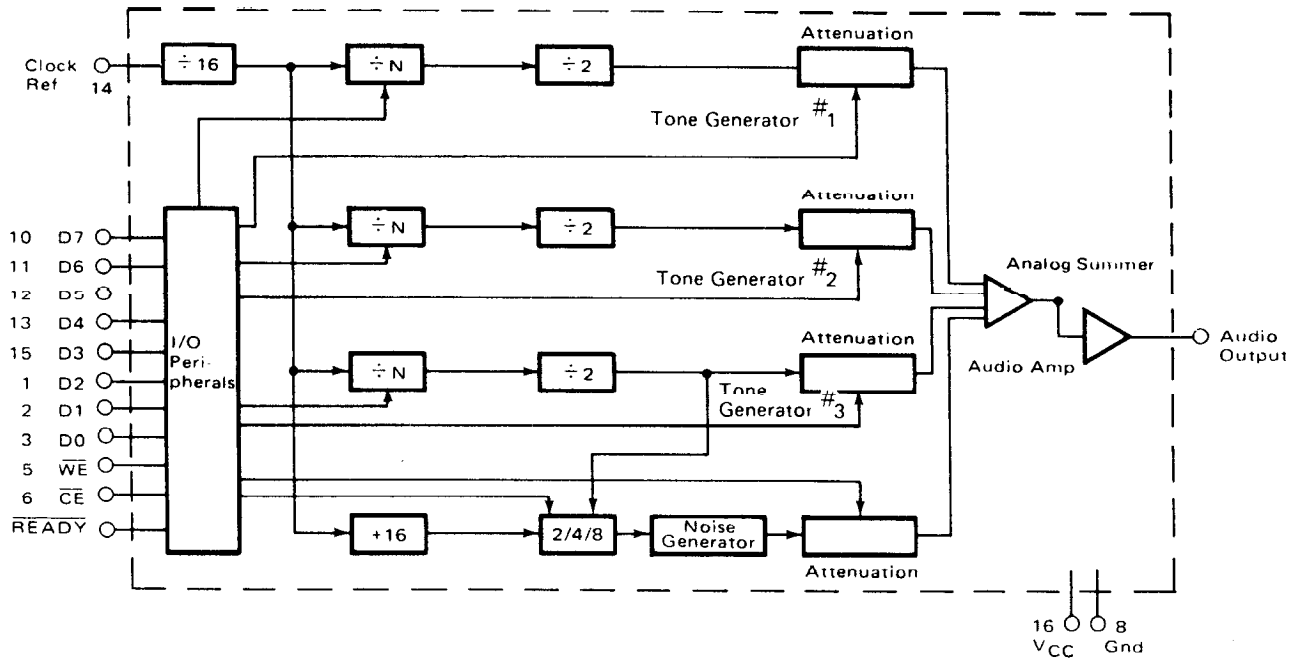 Attenuation
Clock
Ref
14
÷ 16
÷ N
÷ 2
Tone Generator #1
Attenuation
÷ N
÷ 2
Tone Generator #2
10 D7
11 D6
12 D5
13 D4
15 D3
1 D2
2 D1
3 D0
5 WE
6 CE
READY
I/O
Peri-
pherals
Attenuation
÷ N
÷ 2
Tone
Generator #3
Analog Summer
Audio Amp
Audio
Output
+16
2/4/8
Noise
Generator
Attenuation
16
VCC
8
Gnd